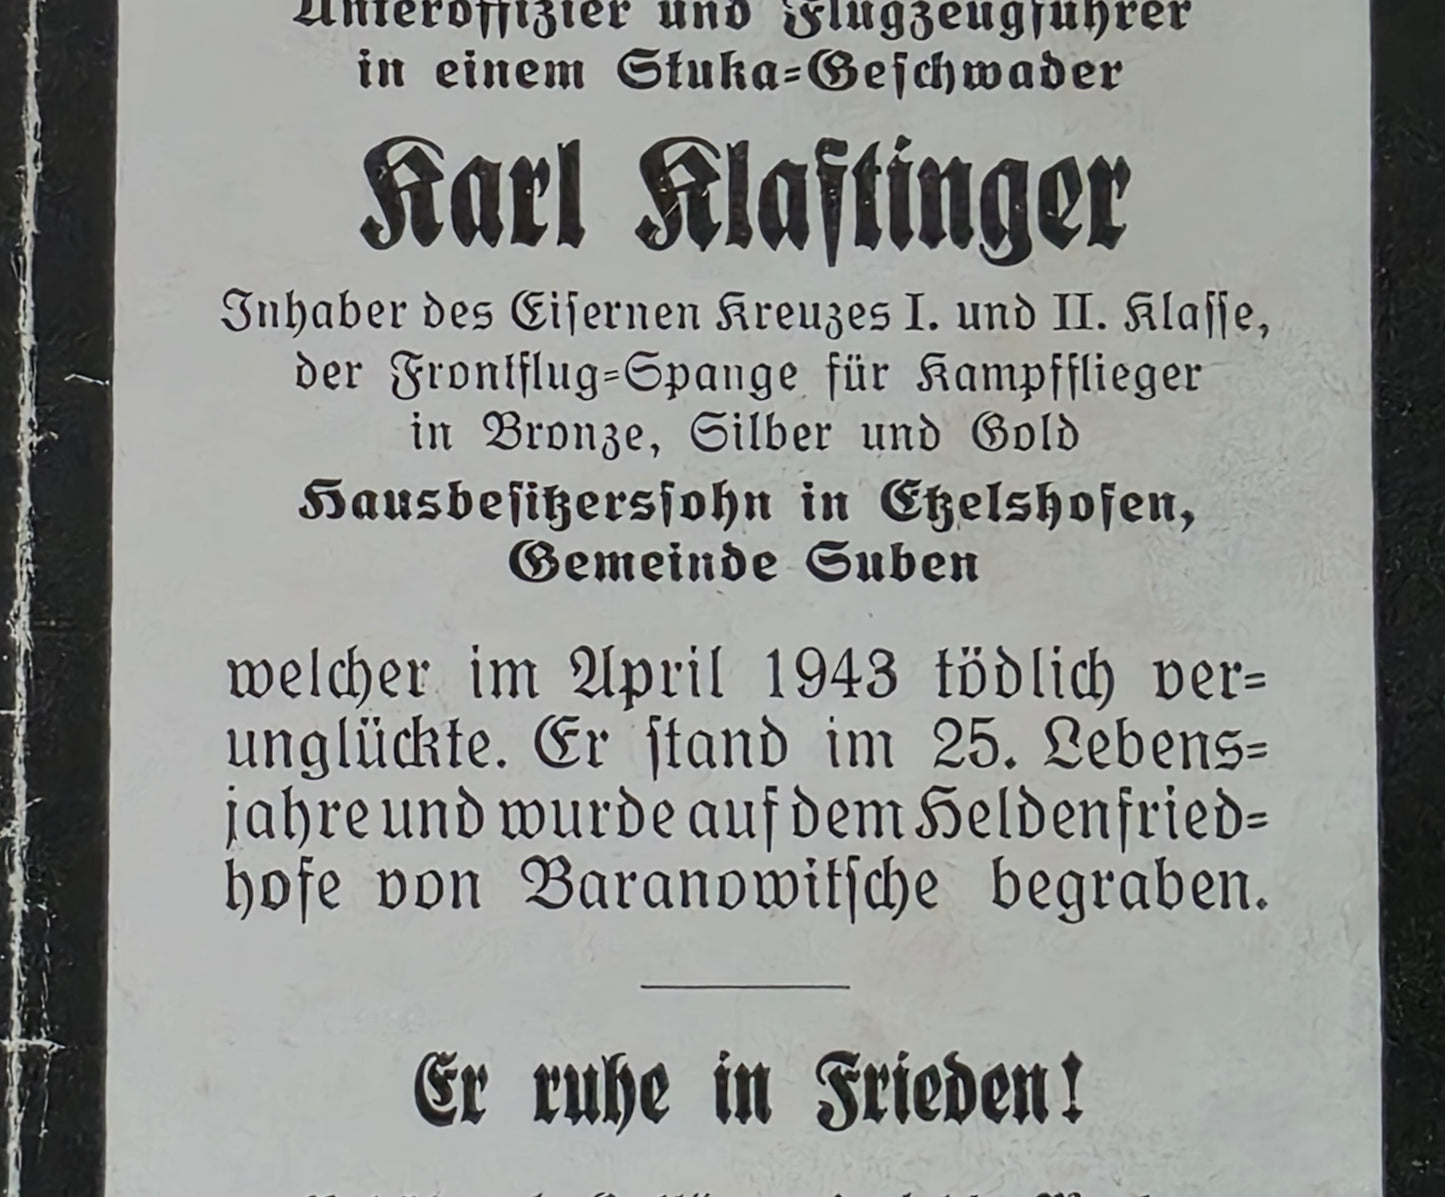 Unteroffizier und Flugzeugführer
in einem Stuka=Geschwader
Karl Klaftinger
Inhaber des Eisernen Kreuzes I. und II. Klasse,
der Frontflug=Spange für Kampfflieger
in Bronze, Silber und Gold
Hausbesitzerssohn in Etzelshofen,
Gemeinde Suben
welcher im April 1943 tödlich ver=
unglückte. Er stand im 25. Lebens=
jahre und wurde auf dem Heldenfried=
hofe von Baranowitsche begraben.
Er ruhe in Frieden!